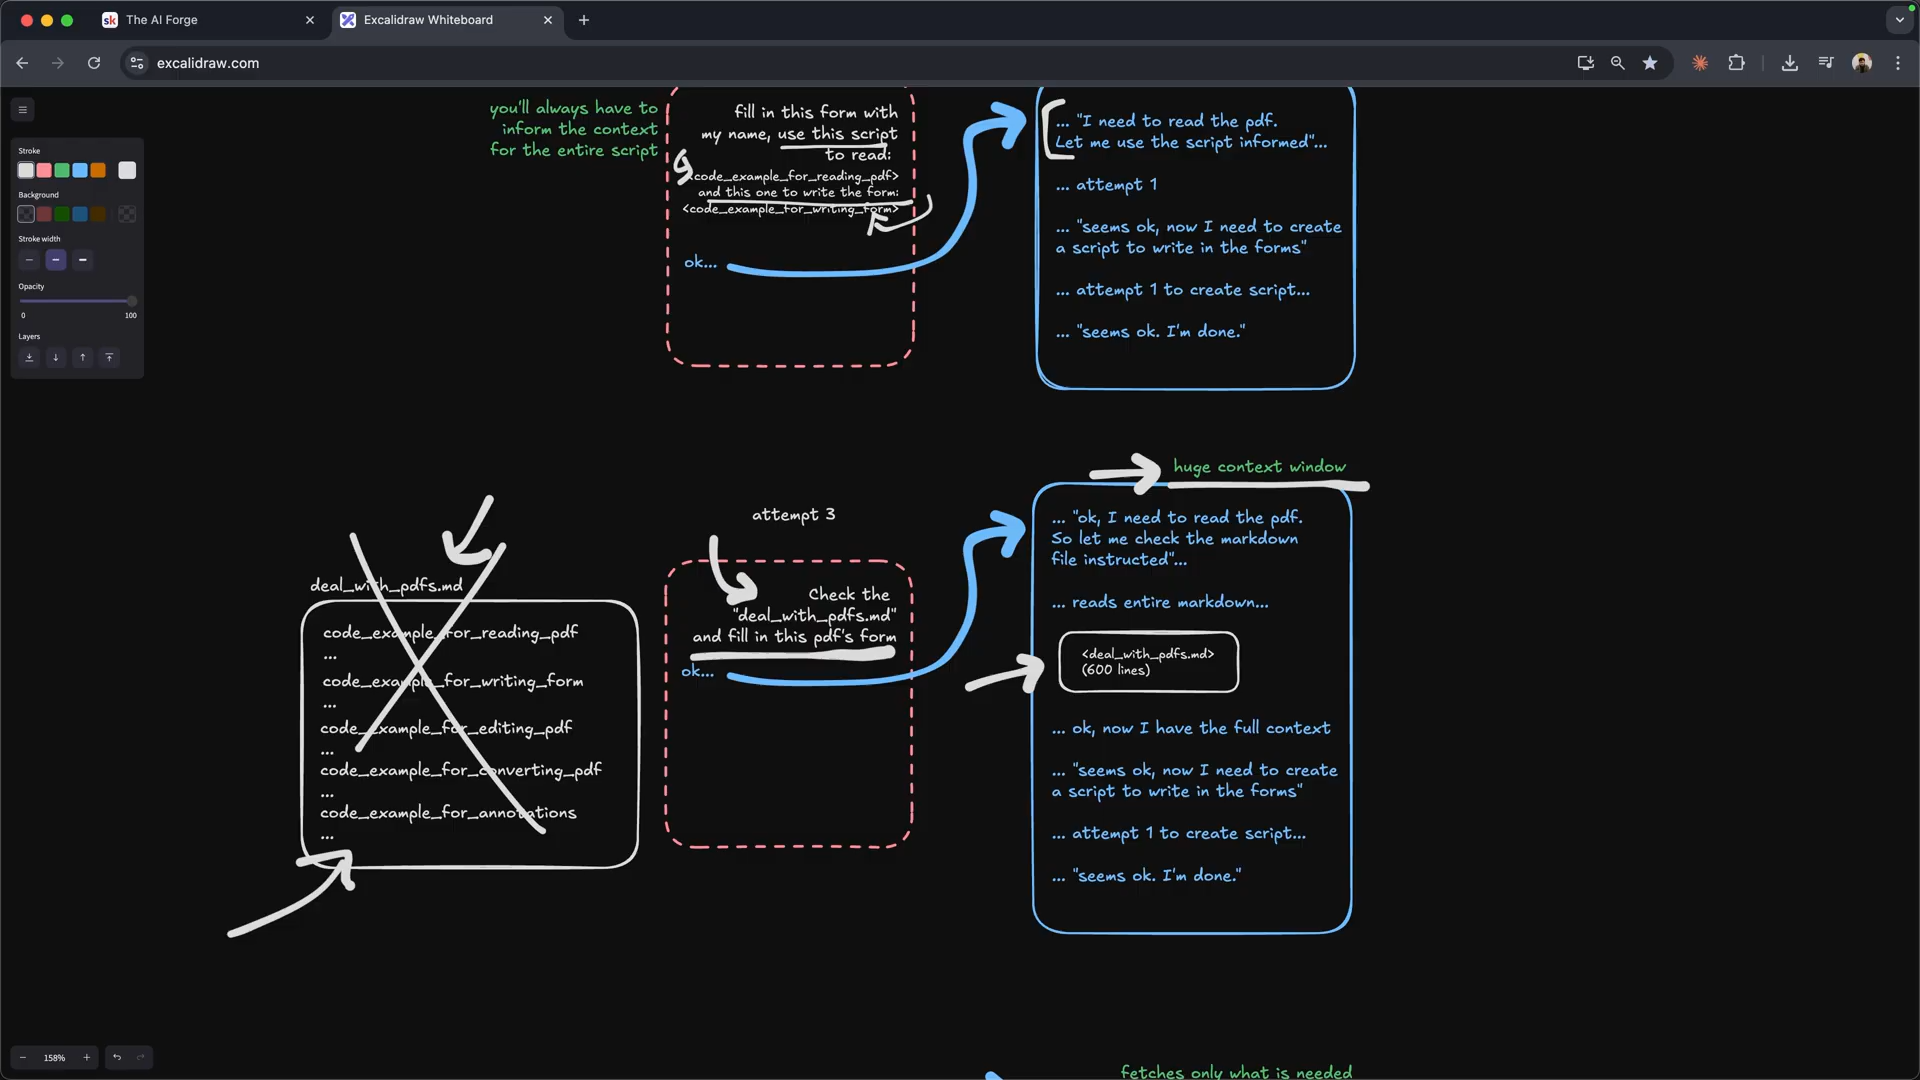 The AI Forge
Excalidraw Whiteboard
excalidraw.com
Stroke
Background
Stroke width
Opacity
0
100
Layers
158%
you'll always have to
inform the context
for the entire script
fill in this form with
my name, use this script
to read:
<code_example_for_reading_pdf>
and this one to write the form:
<code_example_for_writing_form>
ok...
... "I need to read the pdf.
Let me use the script informed"...
... attempt 1
... "seems ok, now I need to create
a script to write in the forms"
... attempt 1 to create script...
... "seems ok. I'm done."
deal_with_pdfs.md
code_example_for_reading_pdf
...
code_example_for_writing_form
...
code_example_for_editing_pdf
...
code_example_for_converting_pdf
...
code_example_for_annotations
...
attempt 3
Check the
"deal_with_pdfs.md"
and fill in this pdf's form
ok...
huge context window
... "ok, I need to read the pdf.
So let me check the markdown
file instructed"...
... reads entire markdown...
<deal_with_pdfs.md>
(600 lines)
... ok, now I have the full context
... "seems ok, now I need to create
a script to write in the forms"
... attempt 1 to create script...
... "seems ok. I'm done."
fetches only what is needed